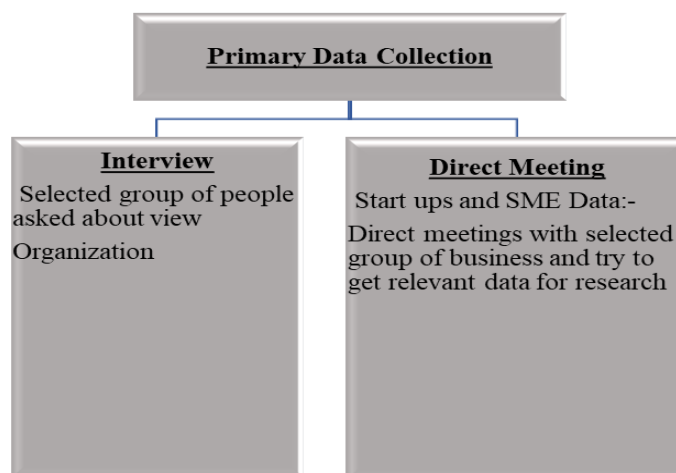 Primary Data Collection
Interview
Selected group of people
asked about view
Organization
Direct Meeting
Start ups and SME Data:-
Direct meetings with selected
group of business and try to
get relevant data for research